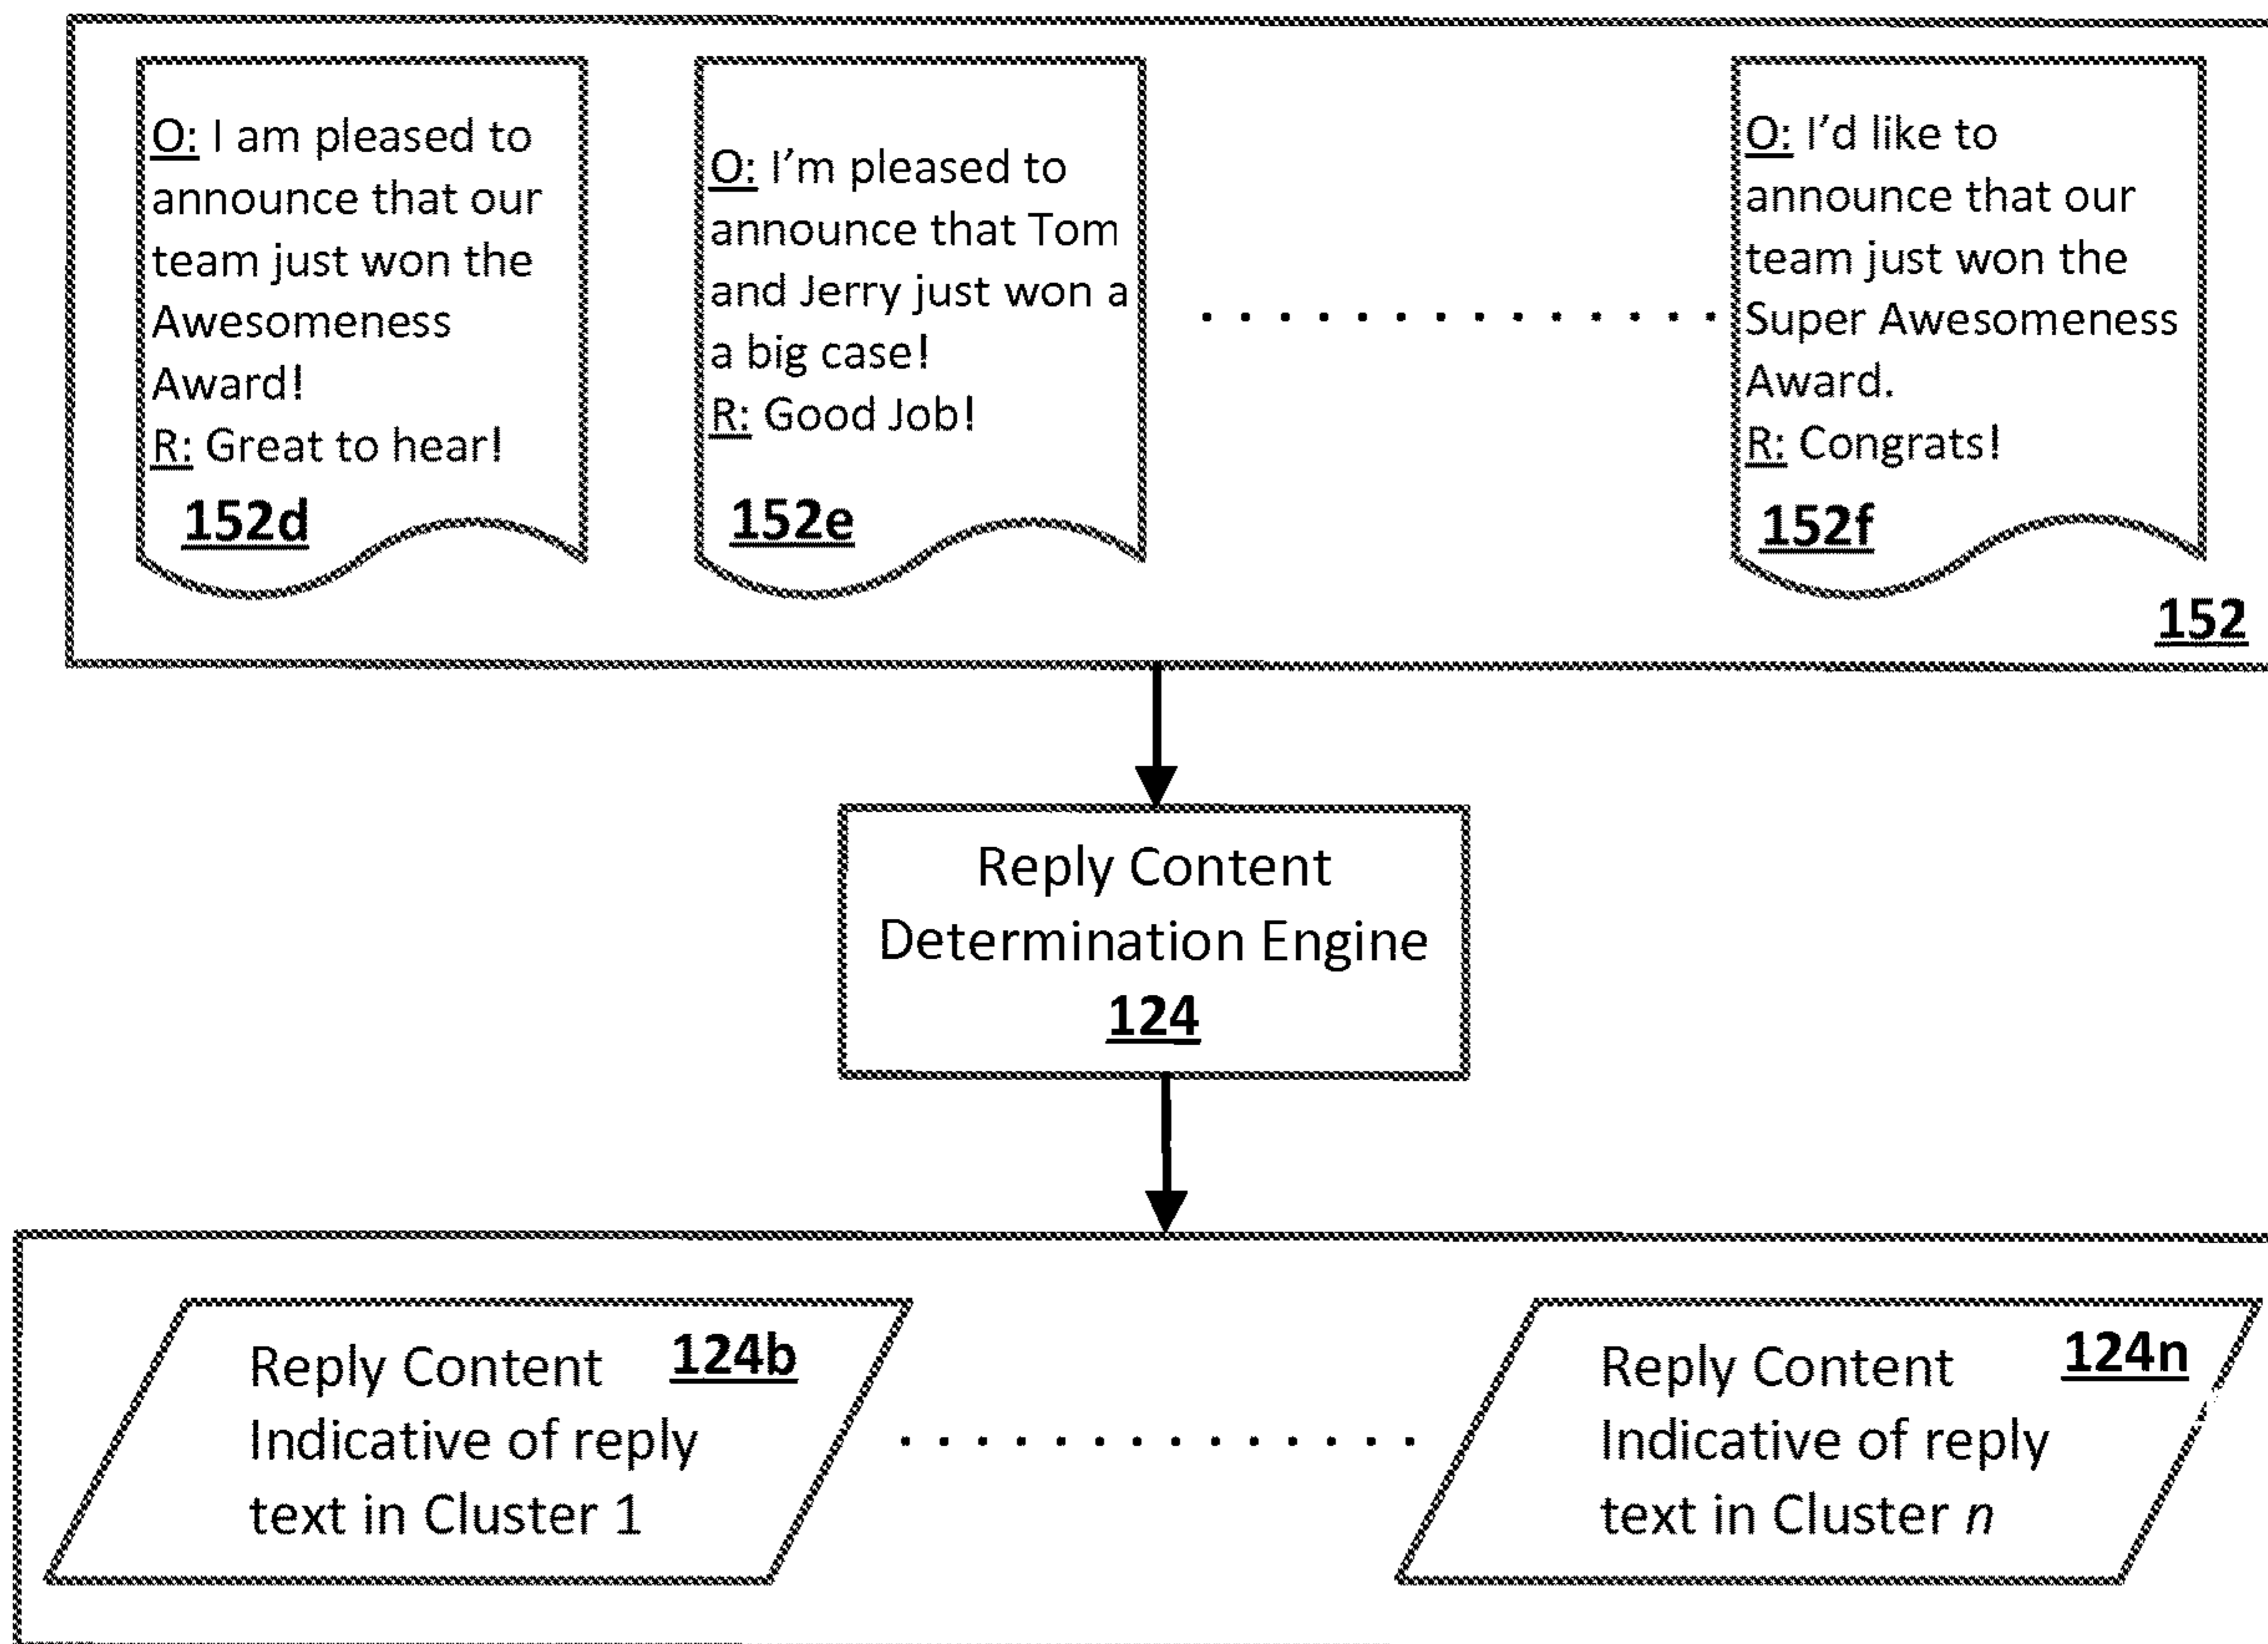 O: I am pleased to
announce that our
team just won the
Awesomeness
Award!
R: Great to hear!
152d
O: I'm pleased to
announce that Tom
and Jerry just won a
a big case!
R: Good Job!
152e
O: I'd like to
announce that our
team just won the
Super Awesomeness
Award.
R: Congrats!
152f
152
Reply Content
Determination Engine
124
Reply Content 124b
Indicative of reply
text in Cluster 1
Reply Content 124n
Indicative of reply
text in Cluster n